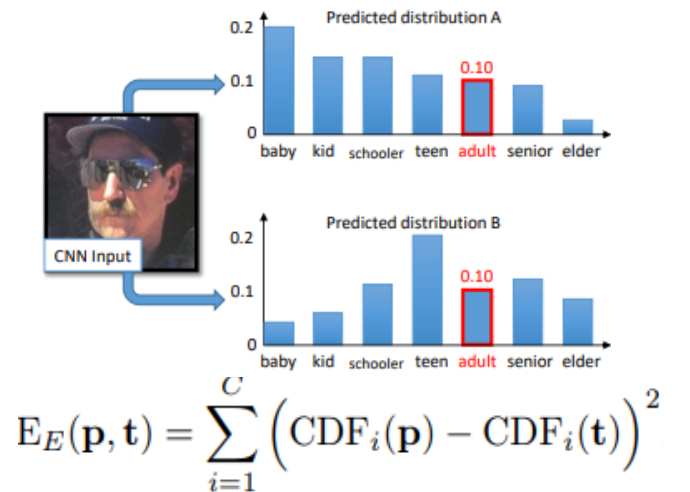 Predicted distribution A
0.2
0.1
0
0.10
baby kid schooler teen adult senior elder
CNN Input
Predicted distribution B
0.2
0.1
0
0.10
baby kid schooler teen adult senior elder
E_E(p, t) = \sum_{i=1}^{C} ( CDF_i(p) − CDF_i(t) )^2